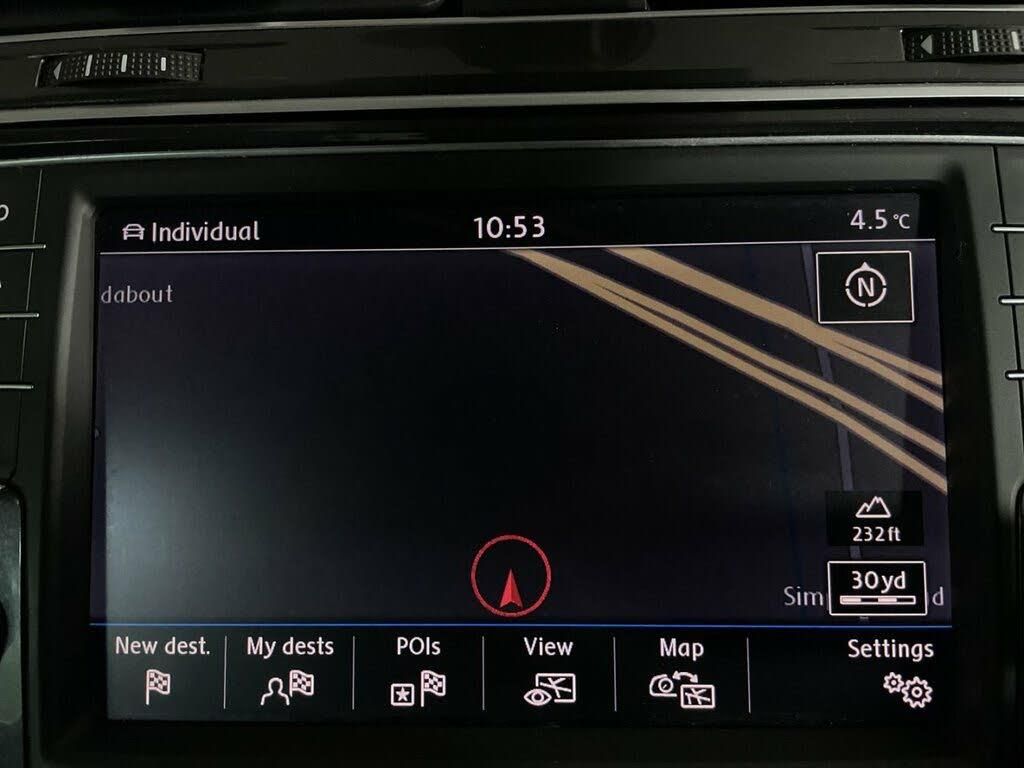 Individual
10:53
4.5 °C
dabout
N
232 ft
30 yd
Sim
d
New dest.
My dests
POIs
View
Map
Settings